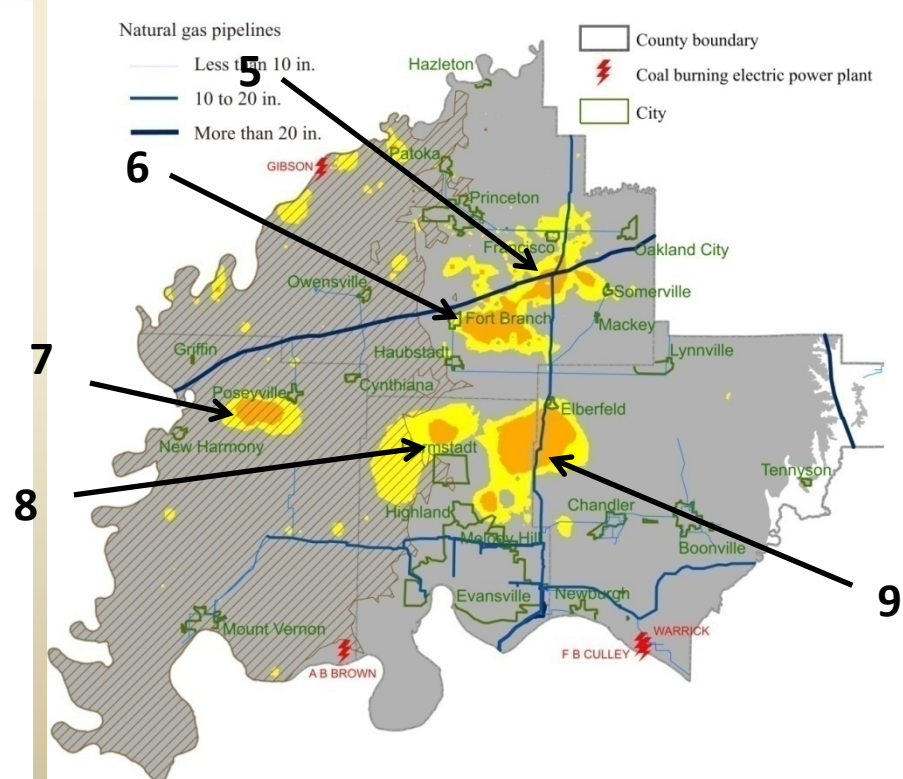 Natural gas pipelines
Less than 10 in.
10 to 20 in.
More than 20 in.
County boundary
Coal burning electric power plant
City
5
6
7
8
9
Hazleton
Patoka
GIBSON
Princeton
Francisco
Oakland City
Owensville
Somerville
Fort Branch
Mackey
Griffin
Haubstadt
Lynnville
Poseyville
Cynthiana
Elberfeld
New Harmony
rmstadt
Tennyson
Highland
Chandler
Melody Hill
Boonville
Evansville
Newburgh
Mount Vernon
WARRICK
F B CULLEY
A B BROWN